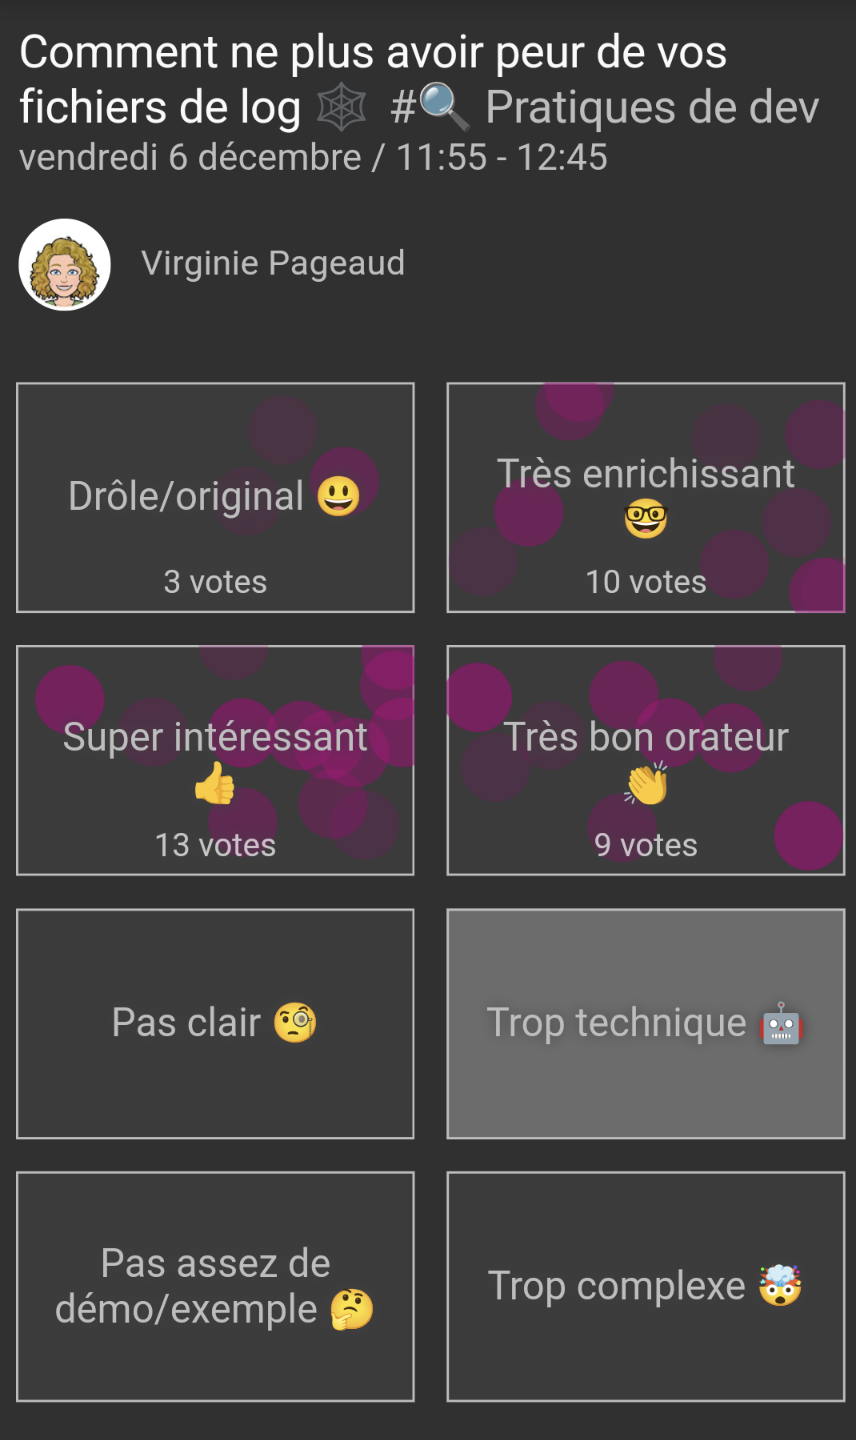 Comment ne plus avoir peur de vos
fichiers de log 🕸️ #🔍 Pratiques de dev
vendredi 6 décembre / 11:55 - 12:45
Virginie Pageaud
Drôle/original 😃
3 votes
Très enrichissant
🤓
10 votes
Super intéressant
👍
13 votes
Très bon orateur
👏
9 votes
Pas clair 🧐
Trop technique 🤖
Pas assez de
démo/exemple 🤔
Trop complexe 🤯